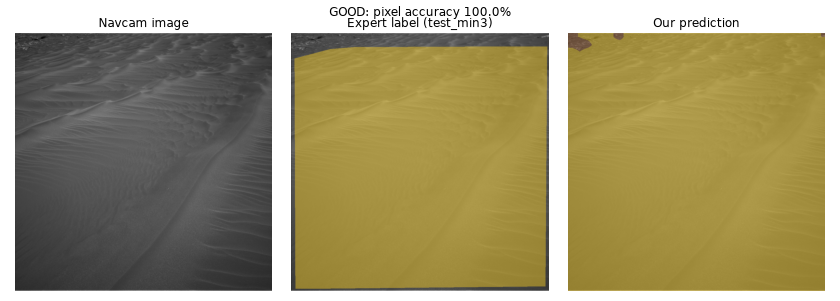 GOOD: pixel accuracy 100.0%
Navcam image
Expert label (test_min3)
Our prediction